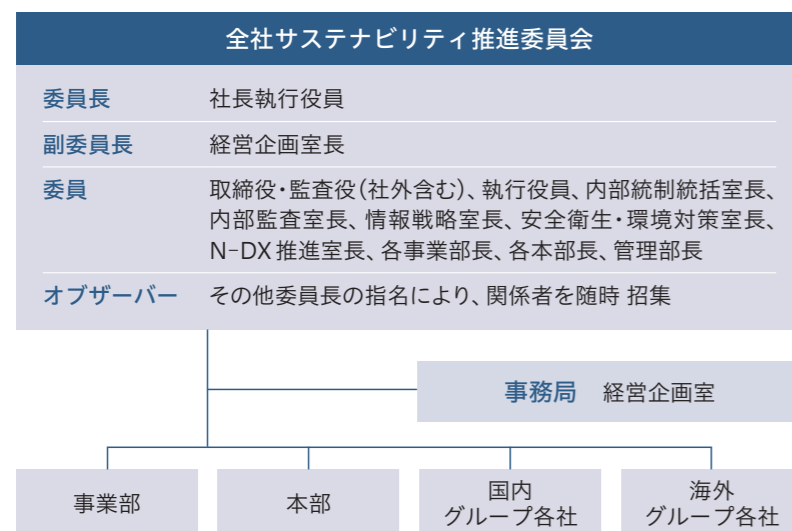 全社サステナビリティ推進委員会
委員長 社長執行役員
副委員長 経営企画室長
委員 取締役・監査役（社外含む）、執行役員、内部統制統括室長、
内部監査室長、情報戦略室長、安全衛生・環境対策室長、
N-DX推進室長、各事業部長、各本部長、管理部長
オブザーバー その他委員長の指名により、関係者を随時 招集
事務局 経営企画室
事業部
本部
国内
グループ各社
海外
グループ各社